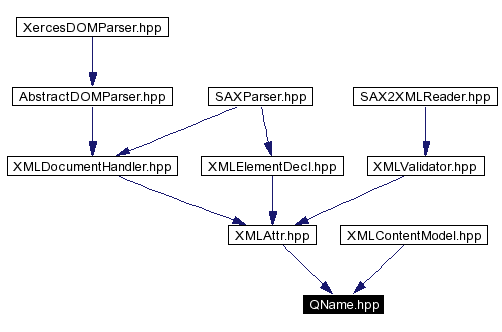 XercesDOMParser.hpp
AbstractDOMParser.hpp
SAXParser.hpp
SAX2XMLReader.hpp
XMLDocumentHandler.hpp
XMLElementDecl.hpp
XMLValidator.hpp
XMLAttr.hpp
XMLContentModel.hpp
QName.hpp